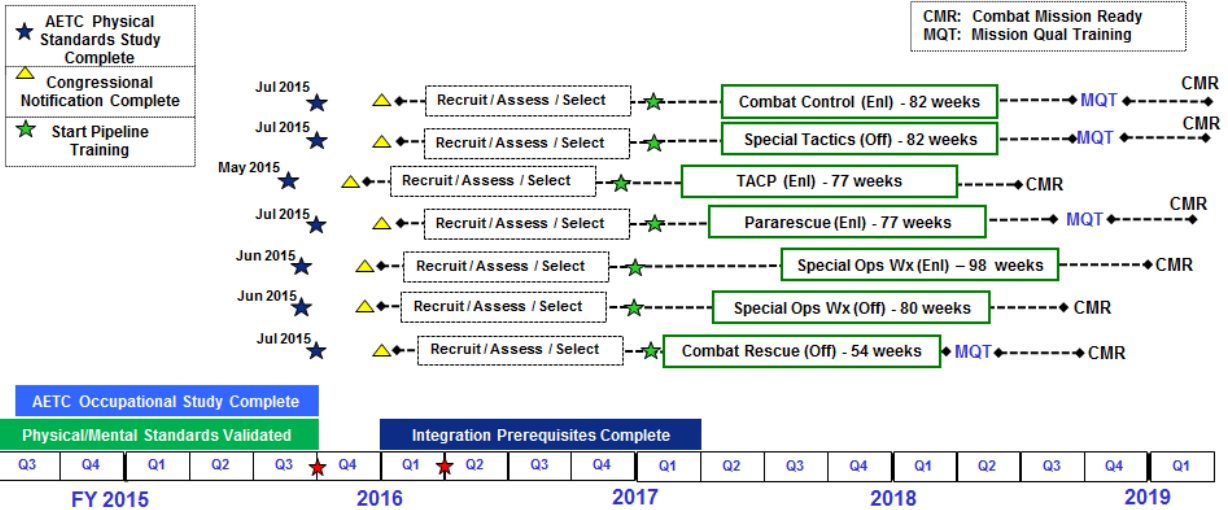 AETC Physical
Standards Study
Complete
Congressional
Notification Complete
Start Pipeline
Training
CMR: Combat Mission Ready
MQT: Mission Qual Training
Jul 2015
Recruit / Assess / Select
Combat Control (Enl) - 82 weeks
MQT
CMR
Jul 2015
Recruit / Assess / Select
Special Tactics (Off) - 82 weeks
MQT
CMR
May 2015
Recruit / Assess / Select
TACP (Enl) - 77 weeks
CMR
Jul 2015
Recruit / Assess / Select
Pararescue (Enl) - 77 weeks
MQT
CMR
Jun 2015
Recruit / Assess / Select
Special Ops Wx (Enl) – 98 weeks
CMR
Jun 2015
Recruit / Assess / Select
Special Ops Wx (Off) - 80 weeks
CMR
Jul 2015
Recruit / Assess / Select
Combat Rescue (Off) - 54 weeks
MQT
CMR
AETC Occupational Study Complete
Physical/Mental Standards Validated
Integration Prerequisites Complete
Q3 Q4 Q1 Q2 Q3 Q4 Q1 Q2 Q3 Q4 Q1 Q2 Q3 Q4 Q1 Q2 Q3 Q4 Q1
FY 2015 2016 2017 2018 2019